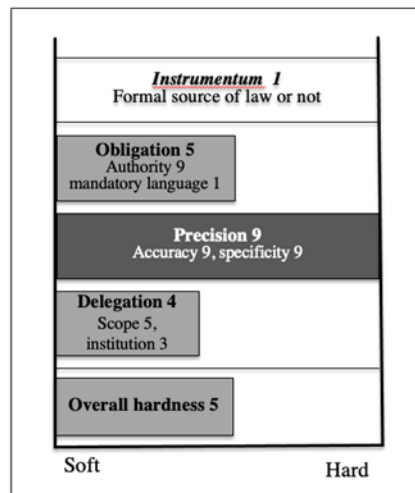 Instrumentum 1
Formal source of law or not
Obligation 5
Authority 9
mandatory language 1
Precision 9
Accuracy 9, specificity 9
Delegation 4
Scope 5,
institution 3
Overall hardness 5
Soft
Hard